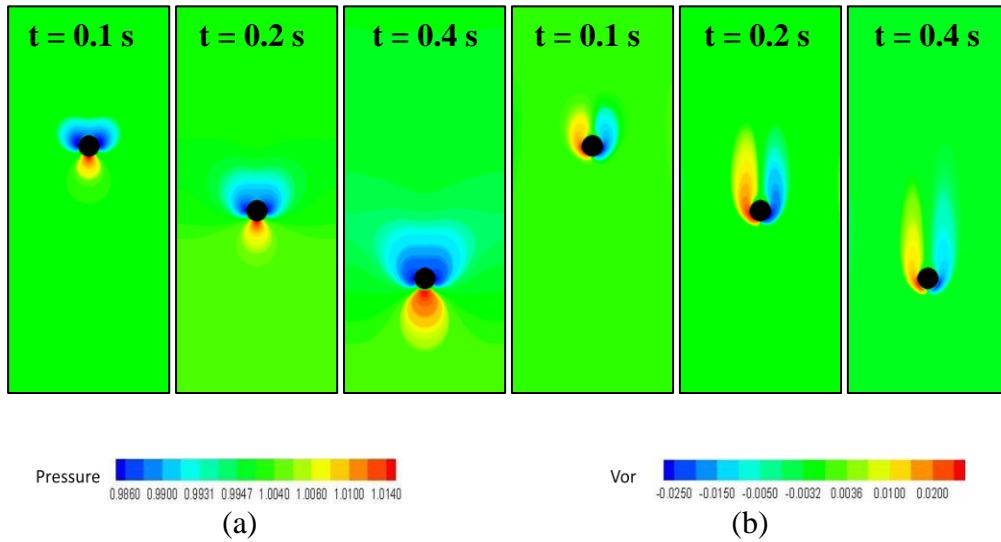 t = 0.1 s t = 0.2 s t = 0.4 s t = 0.1 s t = 0.2 s t = 0.4 s
Pressure
0.9860 0.9900 0.9931 0.9947 1.0040 1.0060 1.0100 1.0140
Vor
-0.0250 -0.0150 -0.0050 -0.0032 0.0036 0.0100 0.0200
(a) (b)